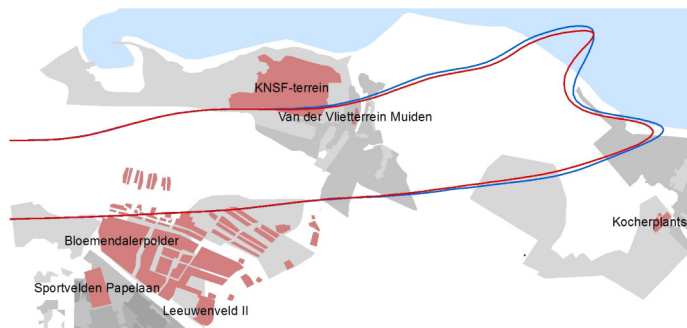 KNSF-terrein
Van der Vlietterrein Muiden
Kocherplants
Bloemendalerpolder
Sportvelden Papelaan
Leeuwenveld II